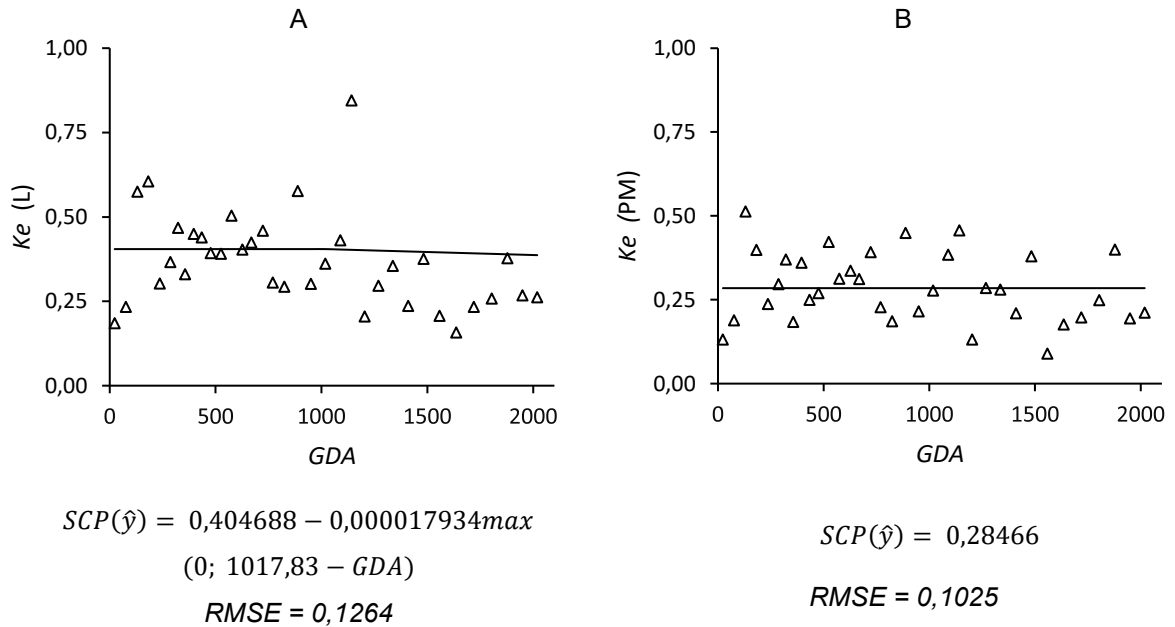 A
1,00
0,75
0,50
0,25
0,00
Ke (L)
0
500
1000
1500
2000
GDA
SCP(ŷ) = 0,404688 − 0,000017934max
(0; 1017,83 − GDA)
RMSE = 0,1264
B
1,00
0,75
0,50
0,25
0,00
Ke (PM)
0
500
1000
1500
2000
GDA
SCP(ŷ) = 0,28466
RMSE = 0,1025